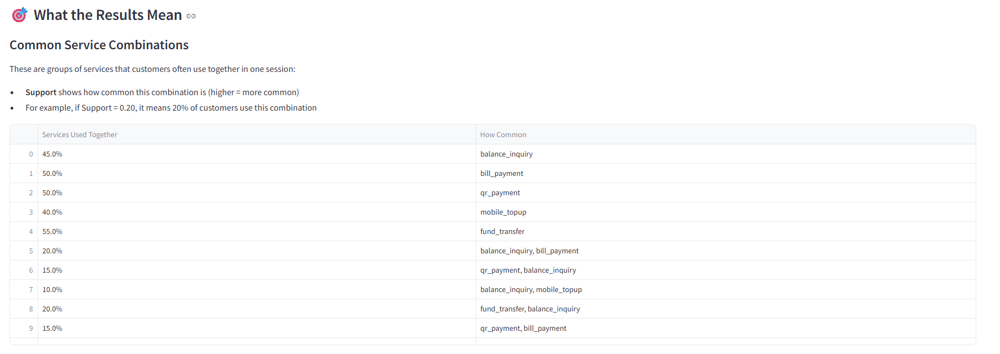 🎯 What the Results Mean
Common Service Combinations
These are groups of services that customers often use together in one session:
• Support shows how common this combination is (higher = more common)
• For example, if Support = 0.20, it means 20% of customers use this combination
Services Used Together How Common
0 45.0% balance_inquiry
1 50.0% bill_payment
2 50.0% qr_payment
3 40.0% mobile_topup
4 55.0% fund_transfer
5 20.0% balance_inquiry, bill_payment
6 15.0% qr_payment, balance_inquiry
7 10.0% balance_inquiry, mobile_topup
8 20.0% fund_transfer, balance_inquiry
9 15.0% qr_payment, bill_payment